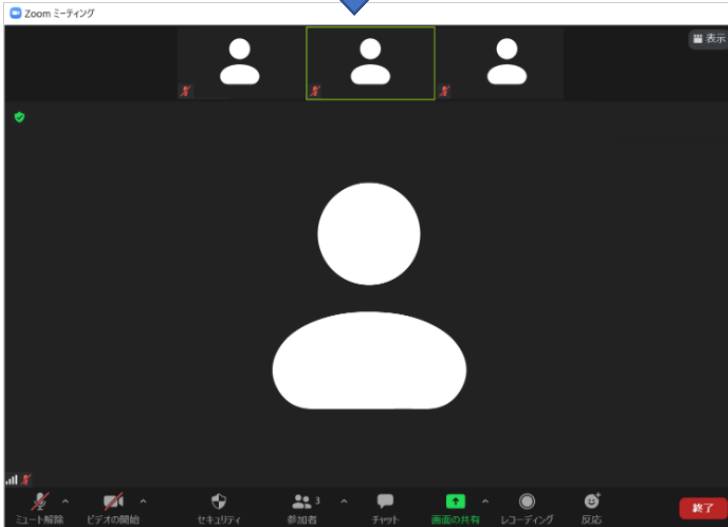 Zoom ミーティング
表示
3
ミュート解除
ビデオの開始
セキュリティ
参加者
チャット
画面の共有
レコーディング
反応
終了